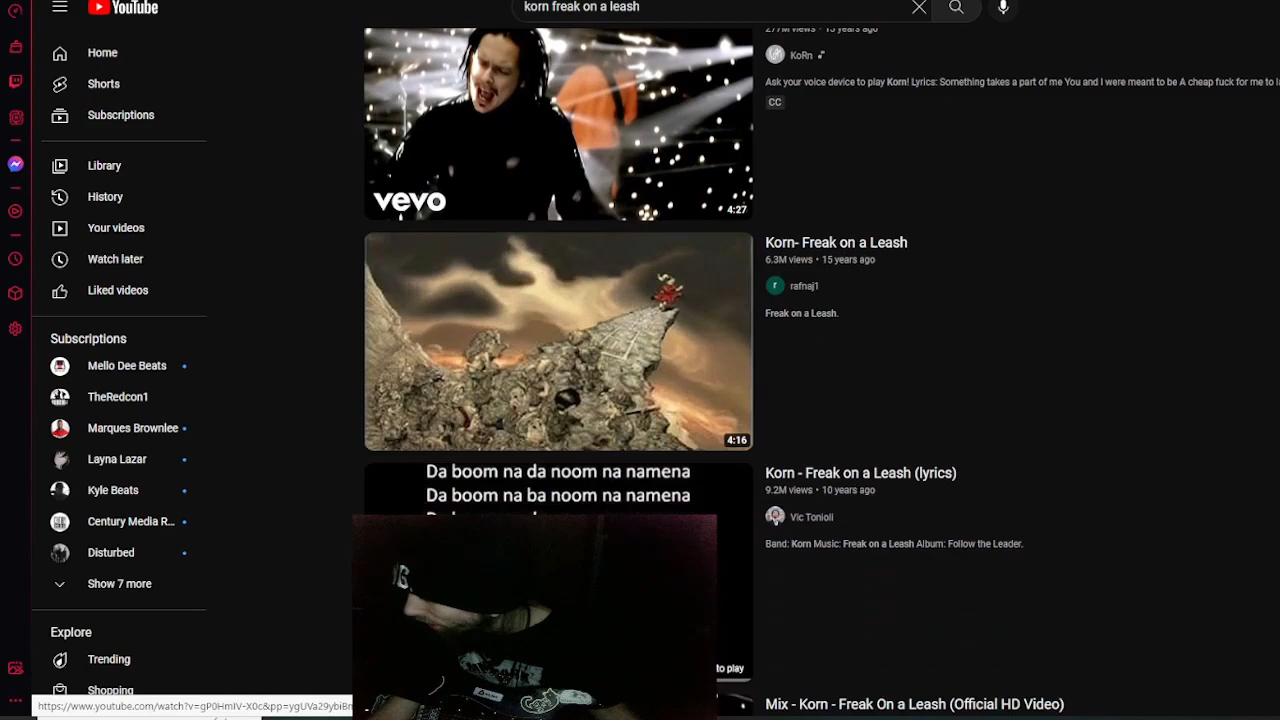 YouTube
korn freak on a leash
Home
Shorts
Subscriptions
Library
History
Your videos
Watch later
Liked videos
Subscriptions
Mello Dee Beats
TheRedcon1
Marques Brownlee
Layna Lazar
Kyle Beats
Century Media R...
Disturbed
Show 7 more
Explore
Trending
Shopping
277M views • 15 years ago
KoRn
Ask your voice device to play Korn! Lyrics: Something takes a part of me You and I were meant to be A cheap fuck for me to
CC
vevo
4:27
Korn- Freak on a Leash
6.3M views • 15 years ago
r
rafnaj1
Freak on a Leash.
4:16
Da boom na da noom na namena
Da boom na ba noom na namena
Korn - Freak on a Leash (lyrics)
9.2M views • 10 years ago
Vic Tonioli
Band: Korn Music: Freak on a Leash Album: Follow the Leader.
to play
Mix - Korn - Freak On a Leash (Official HD Video)
https://www.youtube.com/watch?v=gP0HmIV-X0c&pp=ygUVa29ybiBm